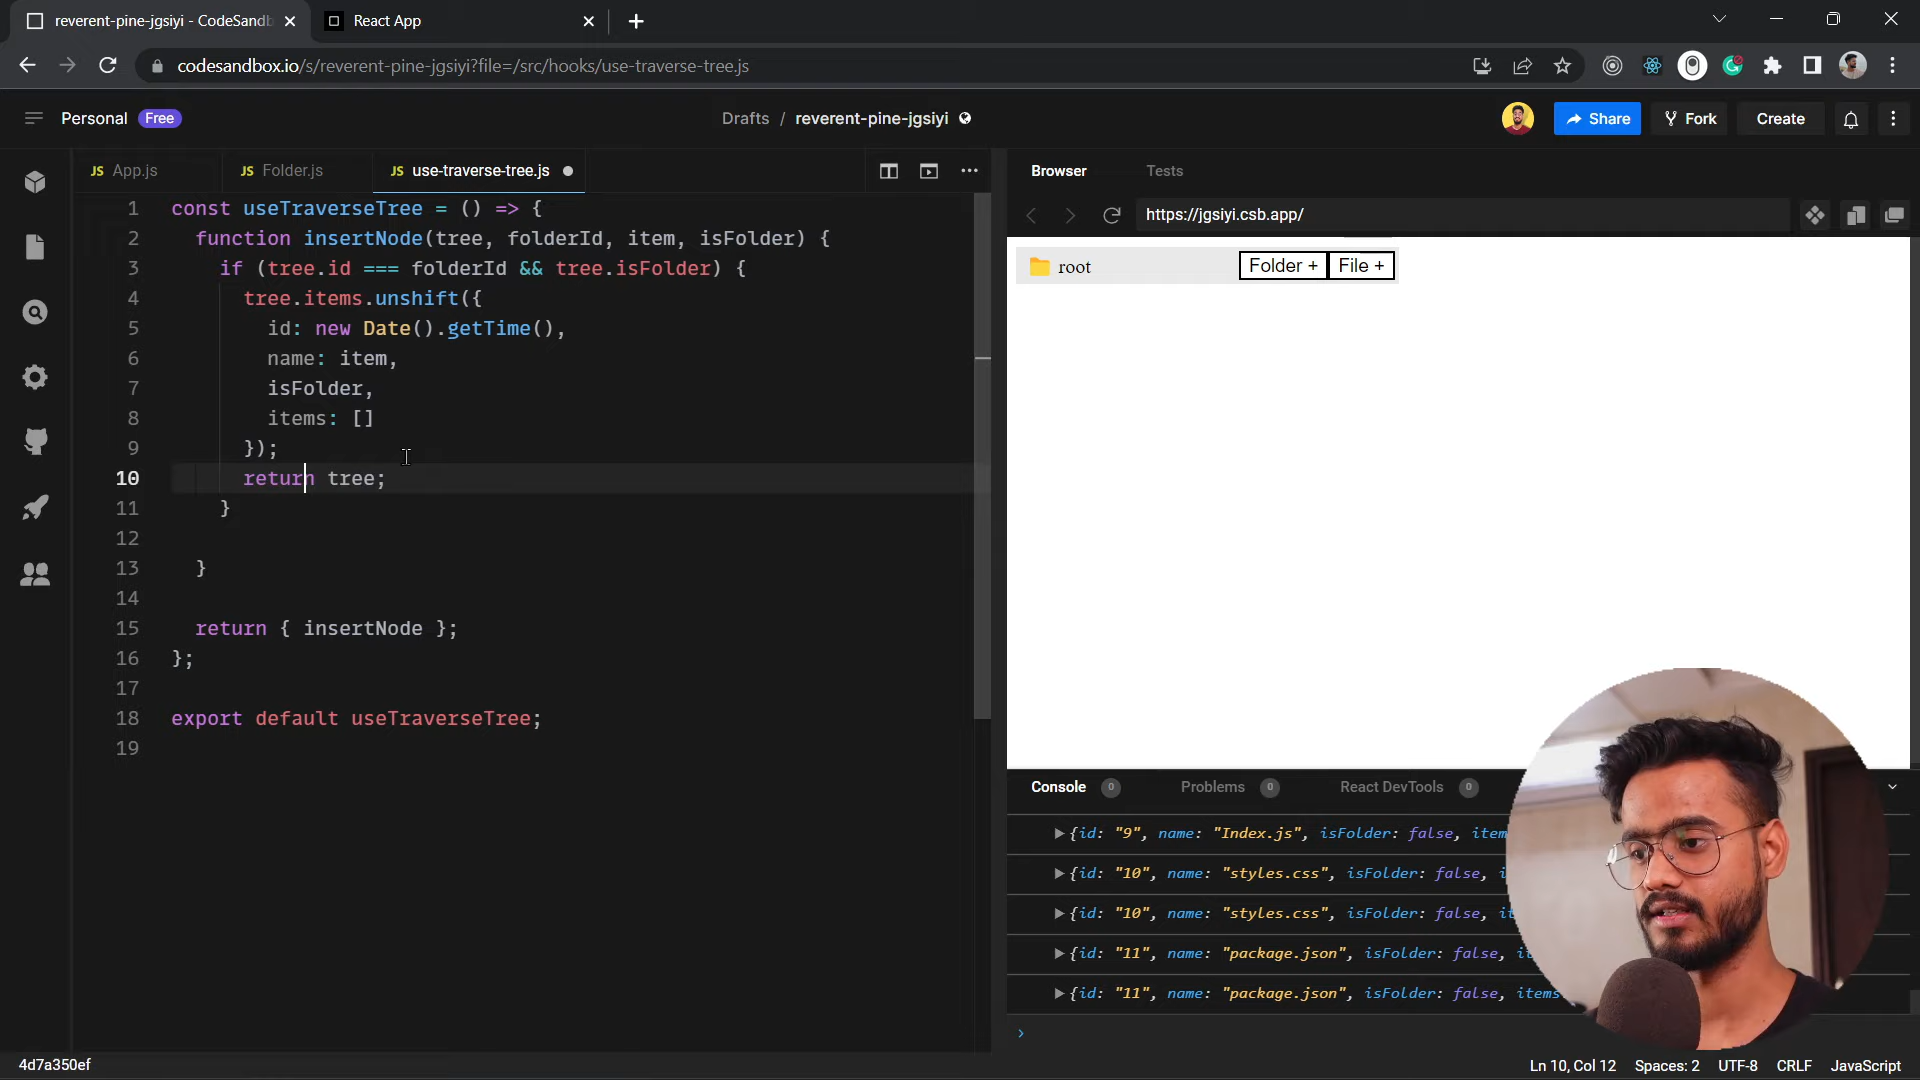 reverent-pine-jgsiyi - CodeSandb
React App
codesandbox.io/s/reverent-pine-jgsiyi?file=/src/hooks/use-traverse-tree.js
Personal Free
Drafts / reverent-pine-jgsiyi
Share
Fork
Create
JS App.js
JS Folder.js
JS use-traverse-tree.js
1 const useTraverseTree = () => {
2 function insertNode(tree, folderId, item, isFolder) {
3 if (tree.id === folderId && tree.isFolder) {
4 tree.items.unshift({
5 id: new Date().getTime(),
6 name: item,
7 isFolder,
8 items: []
9 });
10 return tree;
11 }
12
13 }
14
15 return { insertNode };
16 };
17
18 export default useTraverseTree;
19
Browser
Tests
https://jgsiyi.csb.app/
root
Folder +
File +
Console 0
Problems 0
React DevTools 0
{id: "9", name: "Index.js", isFolder: false, item
{id: "10", name: "styles.css", isFolder: false, i
{id: "10", name: "styles.css", isFolder: false, it
{id: "11", name: "package.json", isFolder: false, it
{id: "11", name: "package.json", isFolder: false, items
4d7a350ef
Ln 10, Col 12
Spaces: 2
UTF-8
CRLF
JavaScript